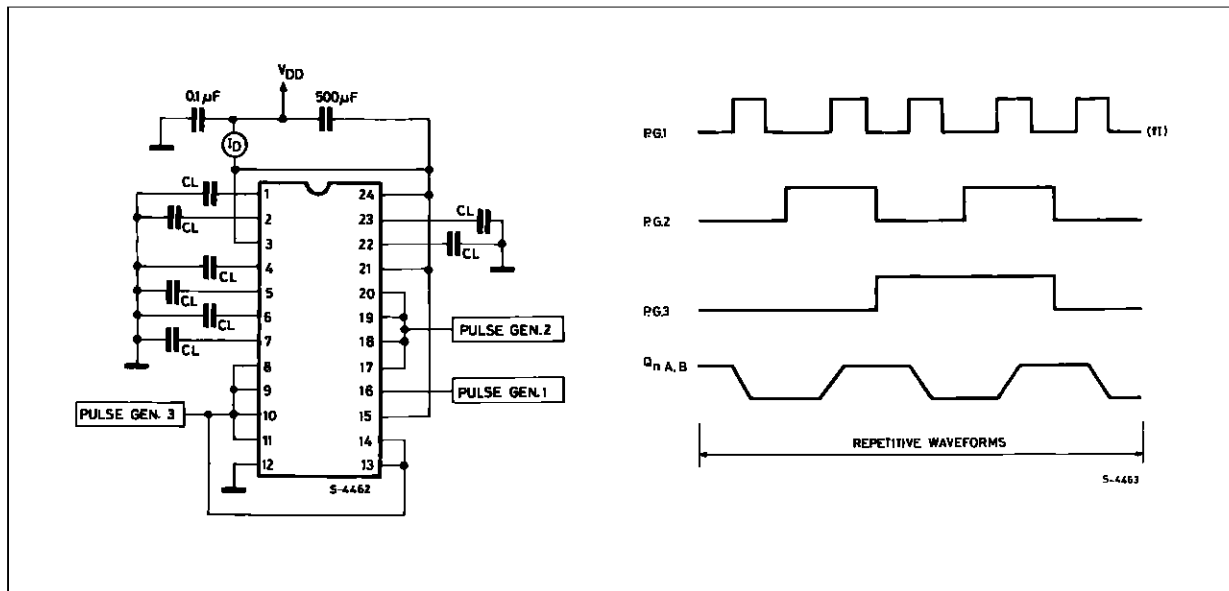 VDD
0.1µF
500µF
ID
CL
CL
CL
CL
CL
CL
CL
CL
1
2
3
4
5
6
7
8
9
10
11
12
24
23
22
21
20
19
18
17
16
15
14
13
PULSE GEN.2
PULSE GEN.1
PULSE GEN. 3
S-4462
P.G.1
(f1)
P.G.2
P.G.3
Qn A, B
REPETITIVE WAVEFORMS
S-4463